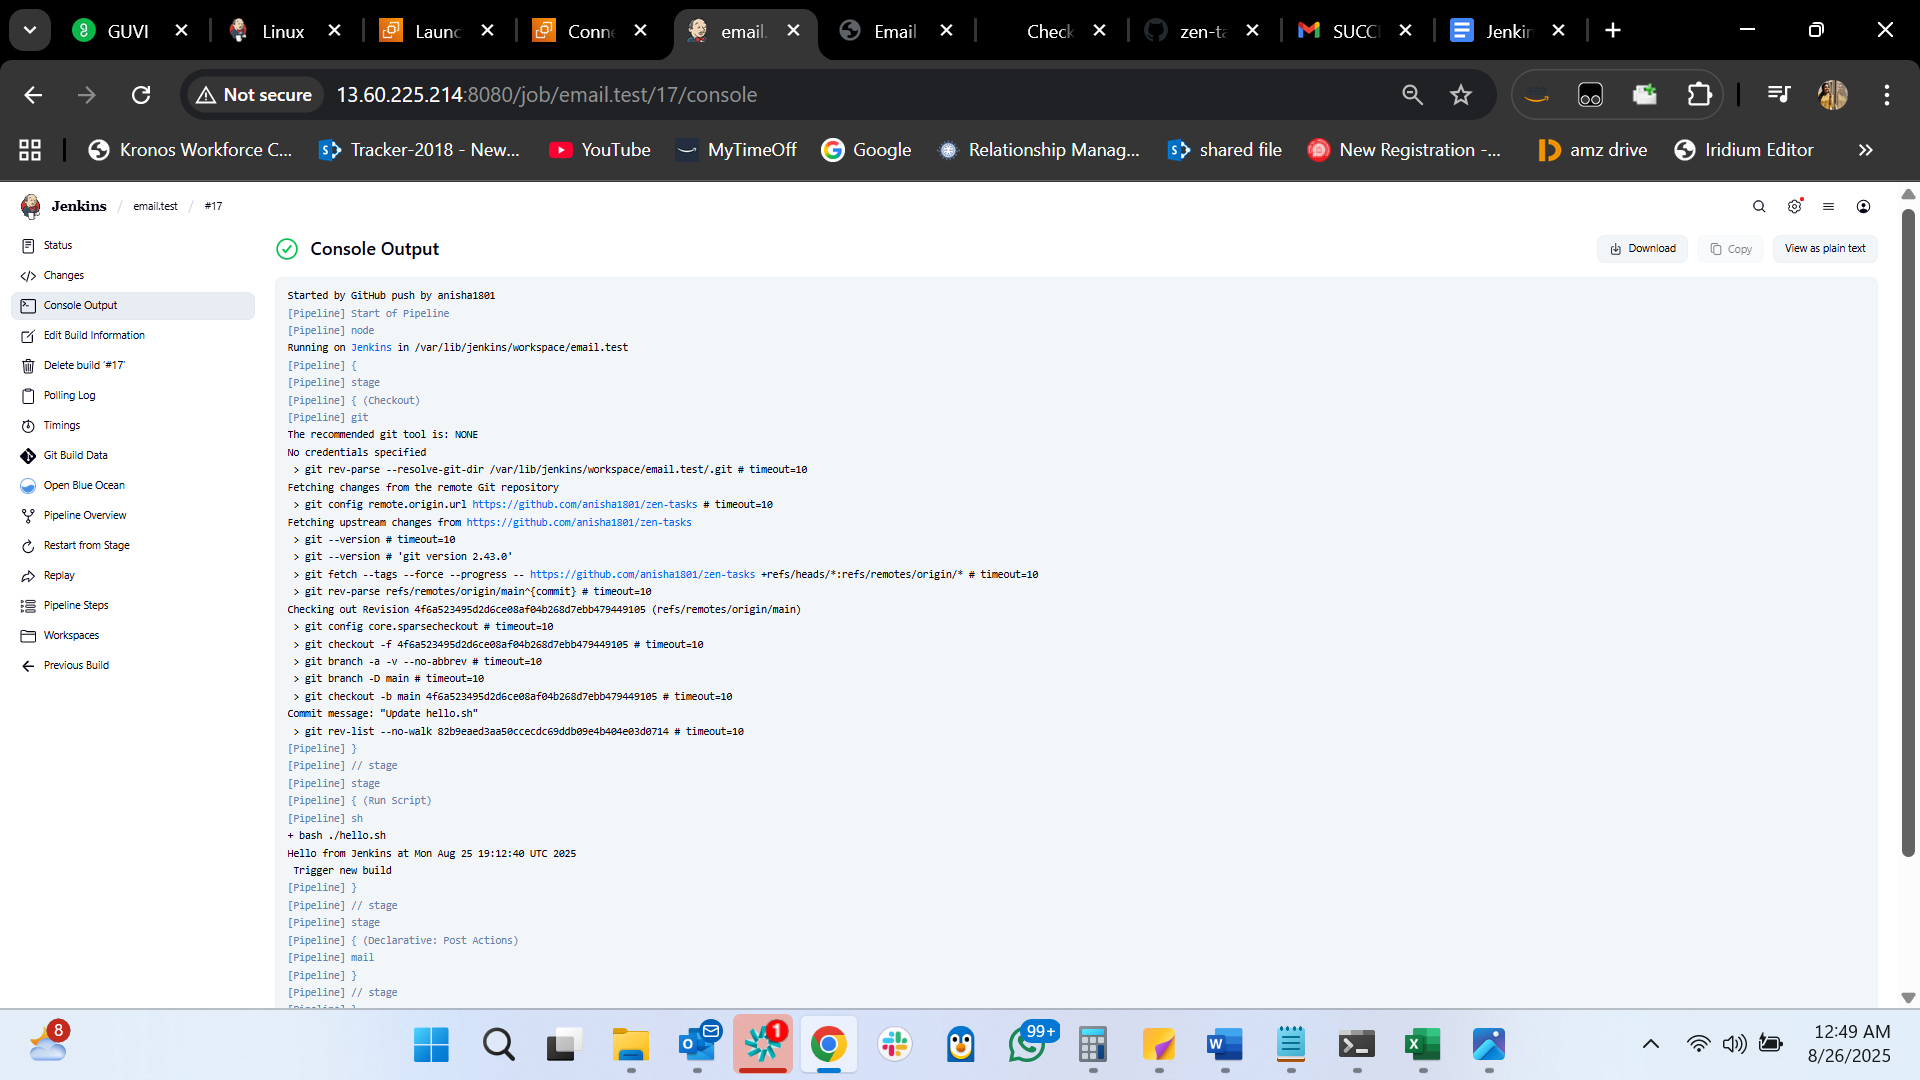 GUVI
Linux
Launc
Conne
email.
Email
Check
zen-ta
SUCC
Jenkin
Not secure
13.60.225.214:8080/job/email.test/17/console
Kronos Workforce C...
Tracker-2018 - New...
YouTube
MyTimeOff
Google
Relationship Manag...
shared file
New Registration -...
amz drive
Iridium Editor
Jenkins / email.test / #17
Status
Changes
Console Output
Edit Build Information
Delete build '#17'
Polling Log
Timings
Git Build Data
Open Blue Ocean
Pipeline Overview
Restart from Stage
Replay
Pipeline Steps
Workspaces
Previous Build
Console Output
Download
Copy
View as plain text
Started by GitHub push by anisha1801
[Pipeline] Start of Pipeline
[Pipeline] node
Running on Jenkins in /var/lib/jenkins/workspace/email.test
[Pipeline] {
[Pipeline] stage
[Pipeline] { (Checkout)
[Pipeline] git
The recommended git tool is: NONE
No credentials specified
> git rev-parse --resolve-git-dir /var/lib/jenkins/workspace/email.test/.git # timeout=10
Fetching changes from the remote Git repository
> git config remote.origin.url https://github.com/anisha1801/zen-tasks # timeout=10
Fetching upstream changes from https://github.com/anisha1801/zen-tasks
> git --version # timeout=10
> git --version # 'git version 2.43.0'
> git fetch --tags --force --progress -- https://github.com/anisha1801/zen-tasks +refs/heads/*:refs/remotes/origin/* # timeout=10
> git rev-parse refs/remotes/origin/main^{commit} # timeout=10
Checking out Revision 4f6a523495d2d6ce08af04b268d7ebb479449105 (refs/remotes/origin/main)
> git config core.sparsecheckout # timeout=10
> git checkout -f 4f6a523495d2d6ce08af04b268d7ebb479449105 # timeout=10
> git branch -a -v --no-abbrev # timeout=10
> git branch -D main # timeout=10
> git checkout -b main 4f6a523495d2d6ce08af04b268d7ebb479449105 # timeout=10
Commit message: "Update hello.sh"
> git rev-list --no-walk 82b9eaed3aa50ccecdc69ddb09e4b404e03d0714 # timeout=10
[Pipeline] }
[Pipeline] // stage
[Pipeline] stage
[Pipeline] { (Run Script)
[Pipeline] sh
+ bash ./hello.sh
Hello from Jenkins at Mon Aug 25 19:12:40 UTC 2025
Trigger new build
[Pipeline] }
[Pipeline] // stage
[Pipeline] stage
[Pipeline] { (Declarative: Post Actions)
[Pipeline] mail
[Pipeline] }
[Pipeline] // stage
8
1
99+
12:49 AM
8/26/2025